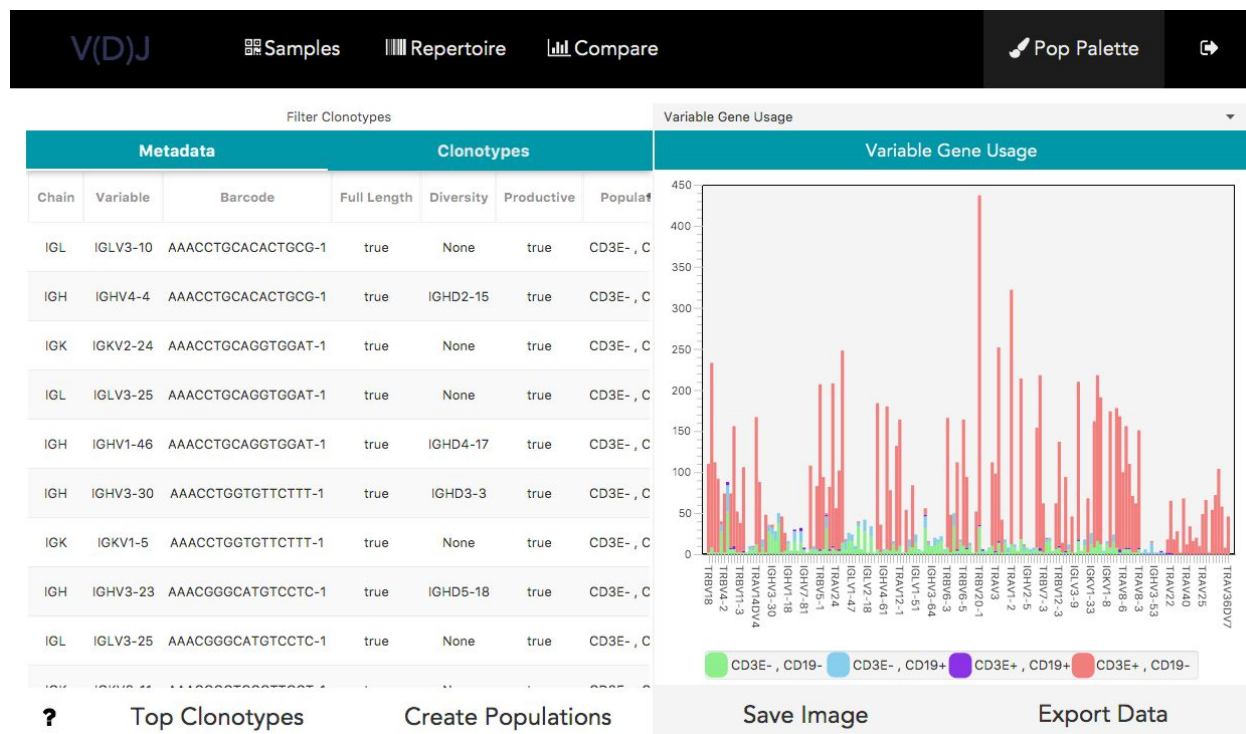 V(D)J Samples Repertoire Compare Pop Palette
Filter Clonotypes
Metadata Clonotypes
Chain Variable Barcode Full Length Diversity Productive Populat
IGL IGLV3-10 AAACCTGCACACTGCG-1 true None true CD3E- , C
IGH IGHV4-4 AAACCTGCACACTGCG-1 true IGHD2-15 true CD3E- , C
IGK IGKV2-24 AAACCTGCAGGTGGAT-1 true None true CD3E- , C
IGL IGLV3-25 AAACCTGCAGGTGGAT-1 true None true CD3E- , C
IGH IGHV1-46 AAACCTGCAGGTGGAT-1 true IGHD4-17 true CD3E- , C
IGH IGHV3-30 AAACCTGGTGTTCTTT-1 true IGHD3-3 true CD3E- , C
IGK IGKV1-5 AAACCTGGTGTTCTTT-1 true None true CD3E- , C
IGH IGHV3-23 AAACGGGCATGTCCTC-1 true IGHD5-18 true CD3E- , C
IGL IGLV3-25 AAACGGGCATGTCCTC-1 true None true CD3E- , C
? Top Clonotypes Create Populations
Variable Gene Usage
Variable Gene Usage
450
400
350
300
250
200
150
100
50
0
TRBV18
TRBV4-2
TRBV11-3
TRAV14DV4
IGHV3-30
IGHV1-18
IGHV7-81
TRBV5-1
TRAV24
IGLV1-47
IGLV2-18
IGHV4-61
TRAV12-1
IGLV1-51
IGHV3-64
TRBV6-3
TRBV6-5
TRBV20-1
TRAV3
TRAV1-2
IGHV2-5
TRBV7-3
TRBV12-3
IGLV3-9
IGKV1-33
IGKV1-8
TRAV8-6
TRAV8-3
IGHV3-53
TRAV22
TRAV40
TRAV25
TRAV36DV7
CD3E- , CD19- CD3E- , CD19+ CD3E+ , CD19+ CD3E+ , CD19-
Save Image Export Data